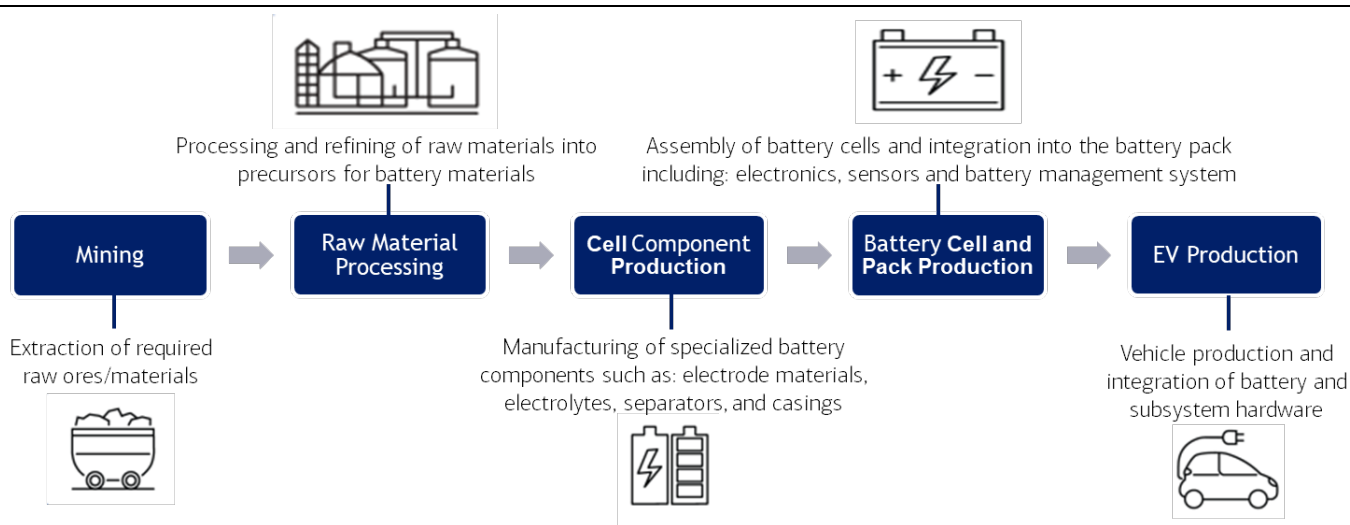 Processing and refining of raw materials into
precursors for battery materials
Assembly of battery cells and integration into the battery pack
including: electronics, sensors and battery management system
Mining
Raw Material
Processing
Cell Component
Production
Battery Cell and
Pack Production
EV Production
Extraction of required
raw ores/materials
Manufacturing of specialized battery
components such as: electrode materials,
electrolytes, separators, and casings
Vehicle production and
integration of battery and
subsystem hardware